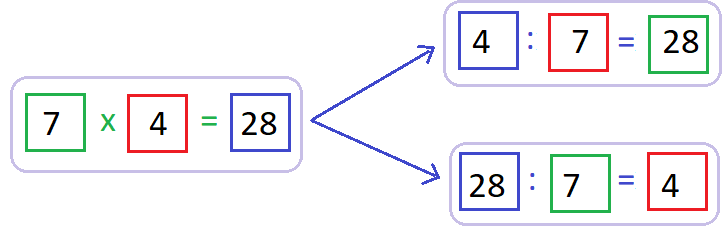 4 : 7 = 28
7 x 4 = 28
28 : 7 = 4